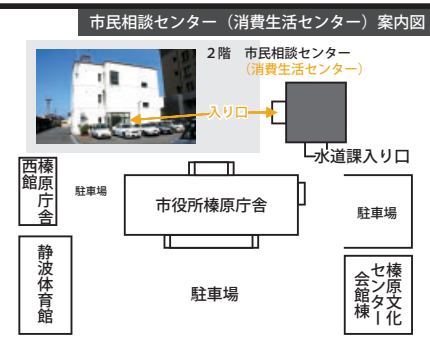 市民相談センター（消費生活センター）案内図
２階　市民相談センター
（消費生活センター）
入り口
水道課入り口
榛原庁舎
西館
駐車場
市役所榛原庁舎
駐車場
静波体育館
駐車場
榛原文化
センター
会館棟